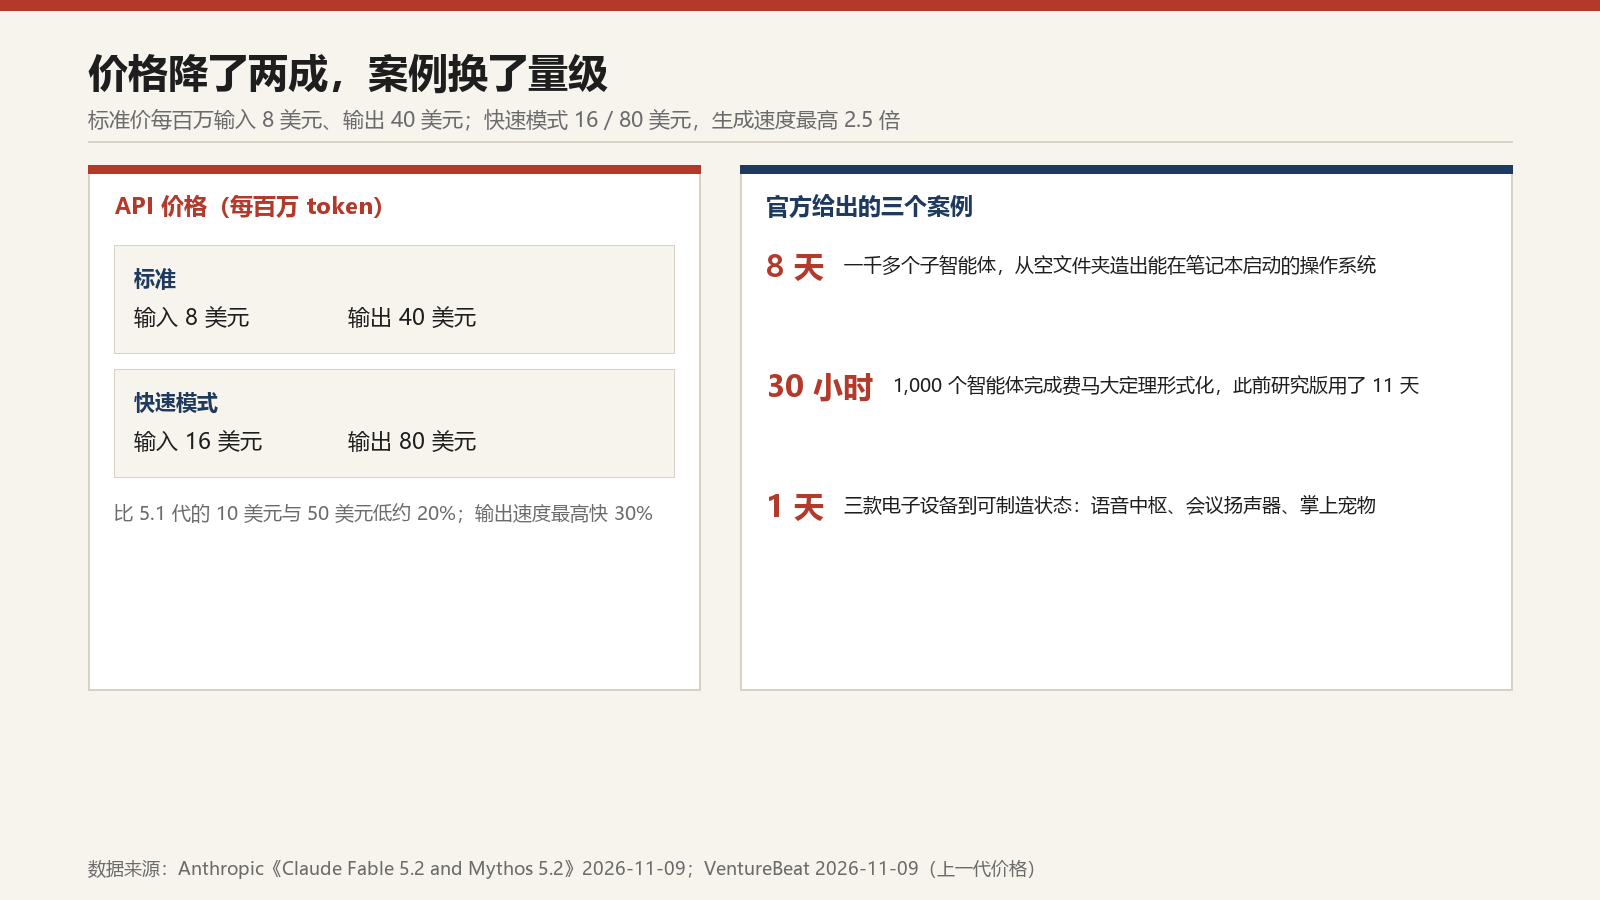 价格降了两成，案例换了量级
标准价每百万输入 8 美元、输出 40 美元；快速模式 16 / 80 美元，生成速度最高 2.5 倍
API 价格（每百万 token）
标准
输入 8 美元 输出 40 美元
快速模式
输入 16 美元 输出 80 美元
比 5.1 代的 10 美元与 50 美元低约 20%；输出速度最高快 30%
官方给出的三个案例
8 天 一千多个子智能体，从空文件夹造出能在笔记本启动的操作系统
30 小时 1,000 个智能体完成费马大定理形式化，此前研究版用了 11 天
1 天 三款电子设备到可制造状态：语音中枢、会议扬声器、掌上宠物
数据来源：Anthropic《Claude Fable 5.2 and Mythos 5.2》2026-11-09；VentureBeat 2026-11-09（上一代价格）